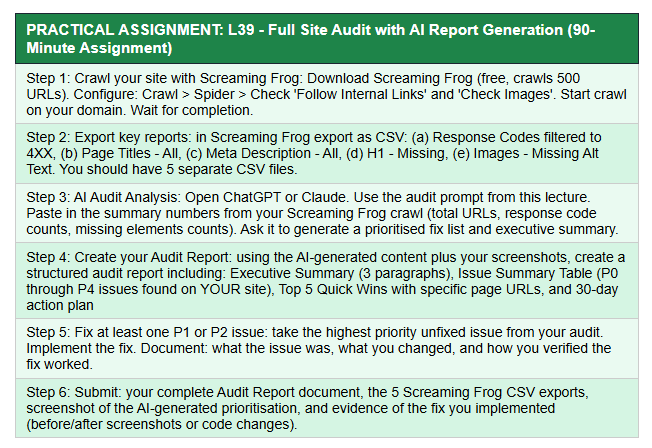 PRACTICAL ASSIGNMENT: L39 - Full Site Audit with AI Report Generation (90-
Minute Assignment)
Step 1: Crawl your site with Screaming Frog: Download Screaming Frog (free, crawls 500
URLs). Configure: Crawl > Spider > Check 'Follow Internal Links' and 'Check Images'. Start crawl
on your domain. Wait for completion.
Step 2: Export key reports: in Screaming Frog export as CSV: (a) Response Codes filtered to
4XX, (b) Page Titles - All, (c) Meta Description - All, (d) H1 - Missing, (e) Images - Missing Alt
Text. You should have 5 separate CSV files.
Step 3: AI Audit Analysis: Open ChatGPT or Claude. Use the audit prompt from this lecture.
Paste in the summary numbers from your Screaming Frog crawl (total URLs, response code
counts, missing elements counts). Ask it to generate a prioritised fix list and executive summary.
Step 4: Create your Audit Report: using the AI-generated content plus your screenshots, create a
structured audit report including: Executive Summary (3 paragraphs), Issue Summary Table (P0
through P4 issues found on YOUR site), Top 5 Quick Wins with specific page URLs, and 30-day
action plan
Step 5: Fix at least one P1 or P2 issue: take the highest priority unfixed issue from your audit.
Implement the fix. Document: what the issue was, what you changed, and how you verified the
fix worked.
Step 6: Submit: your complete Audit Report document, the 5 Screaming Frog CSV exports,
screenshot of the AI-generated prioritisation, and evidence of the fix you implemented
(before/after screenshots or code changes).